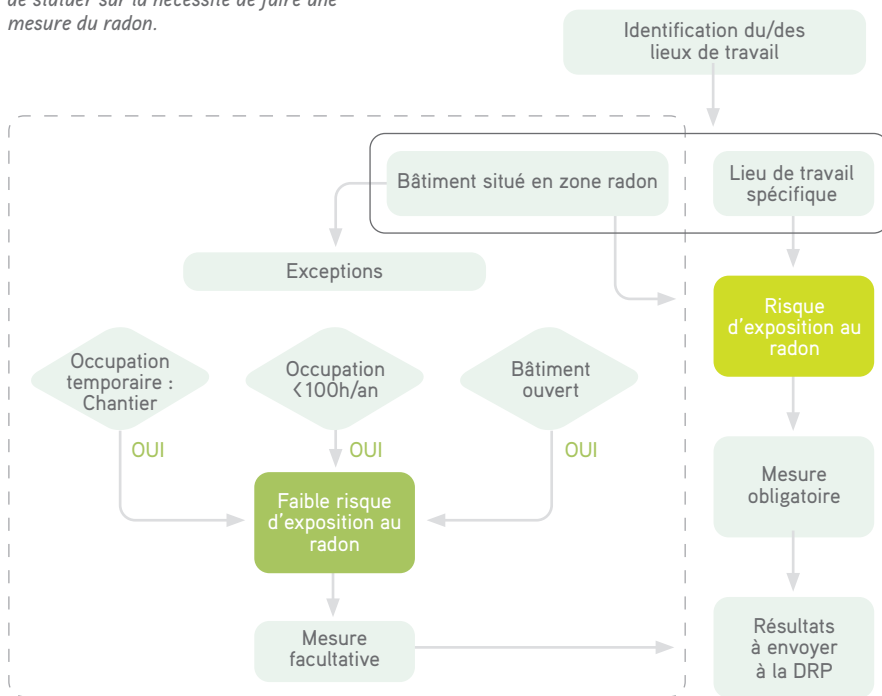 de statuer sur la nécessité de faire une
mesure du radon.
Identification du/des
lieux de travail
Bâtiment situé en zone radon
Lieu de travail
spécifique
Exceptions
Risque
d'exposition au
radon
Occupation
temporaire :
Chantier
Occupation
<100h/an
Bâtiment
ouvert
OUI
OUI
OUI
Mesure
obligatoire
Faible risque
d'exposition au
radon
Mesure
facultative
Résultats
à envoyer
à la DRP